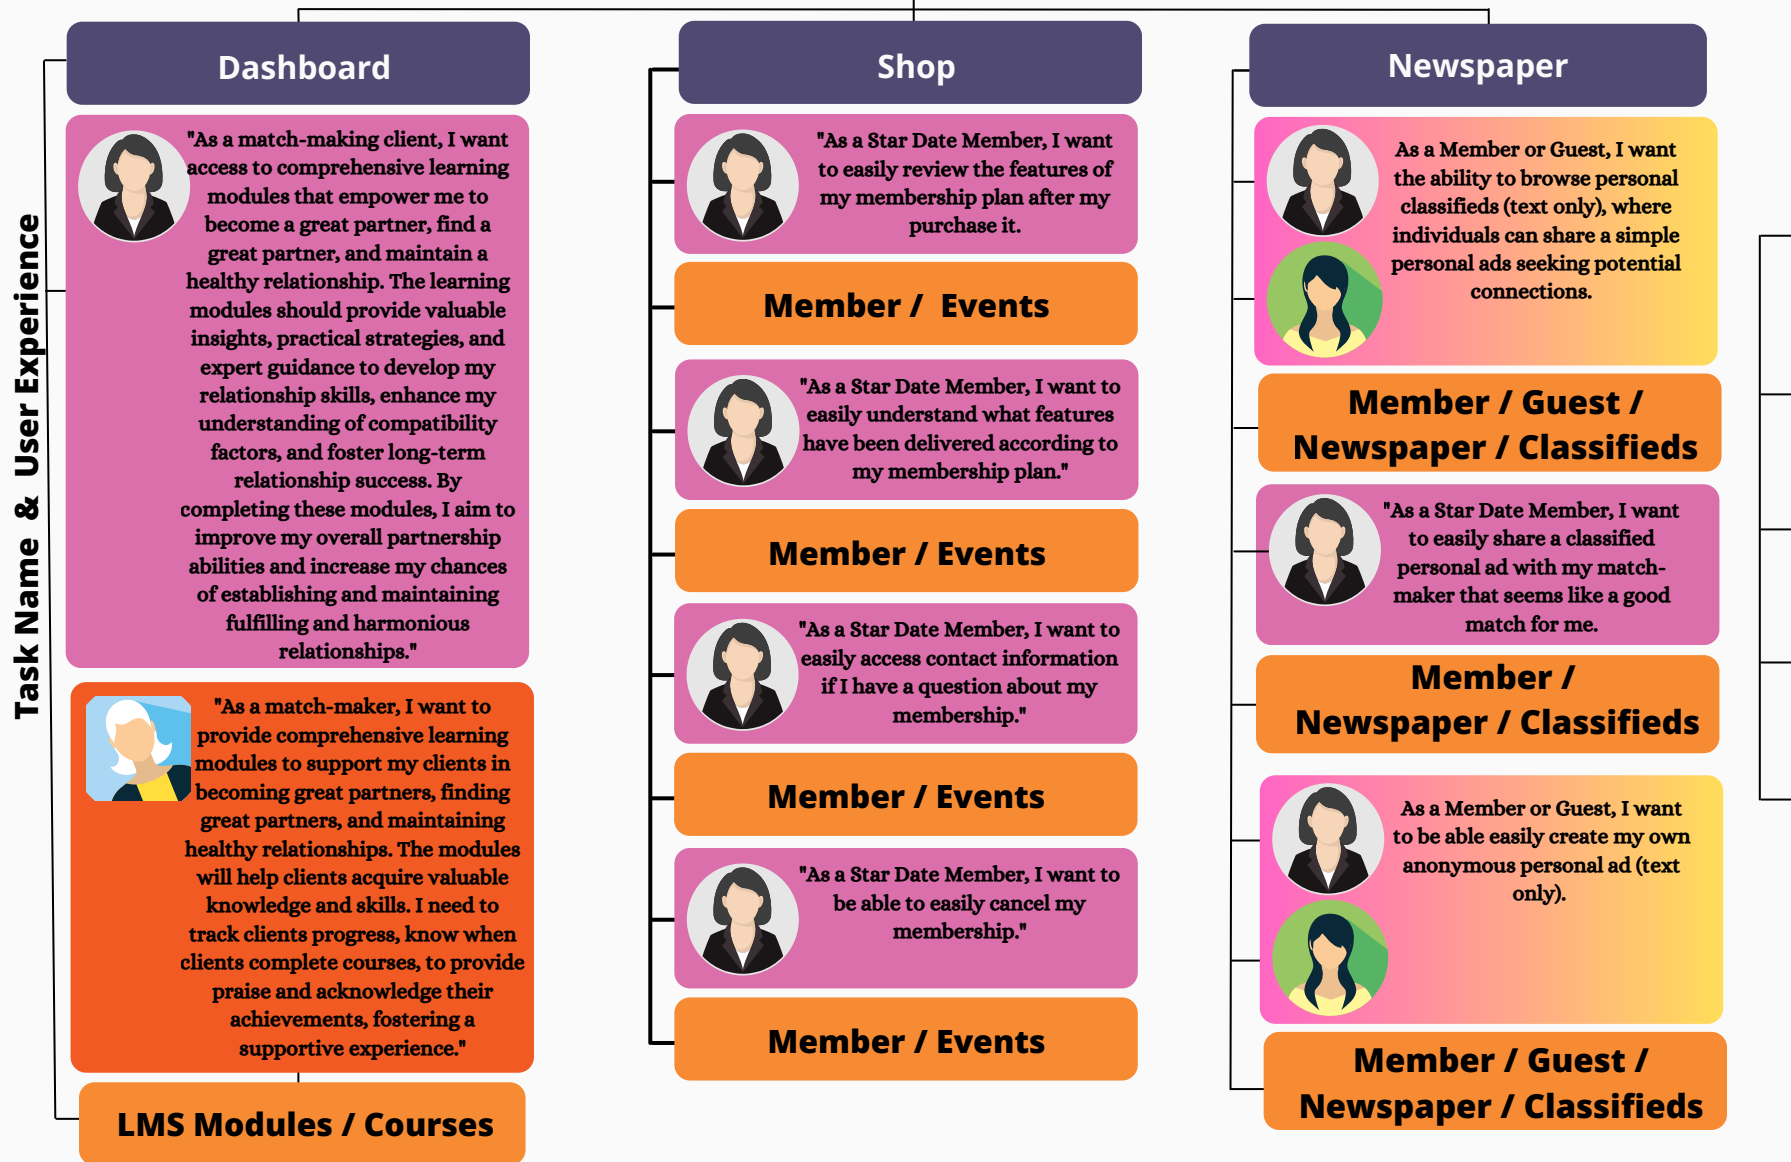 Task Name & User Experience
Dashboard
"As a match-making client, I want
access to comprehensive learning
modules that empower me to
become a great partner, find a
great partner, and maintain a
healthy relationship. The learning
modules should provide valuable
insights, practical strategies, and
expert guidance to develop my
relationship skills, enhance my
understanding of compatibility
factors, and foster long-term
relationship success. By
completing these modules, I aim to
improve my overall partnership
abilities and increase my chances
of establishing and maintaining
fulfilling and harmonious
relationships."
"As a match-maker, I want to
provide comprehensive learning
modules to support my clients in
becoming great partners, finding
great partners, and maintaining
healthy relationships. The modules
will help clients acquire valuable
knowledge and skills. I need to
track clients progress, know when
clients complete courses, to provide
praise and acknowledge their
achievements, fostering a
supportive experience."
LMS Modules / Courses
Shop
"As a Star Date Member, I want
to easily review the features of
my membership plan after my
purchase it.
Member / Events
"As a Star Date Member, I want to
easily understand what features
have been delivered according to
my membership plan."
Member / Events
"As a Star Date Member, I want to
easily access contact information
if I have a question about my
membership."
Member / Events
"As a Star Date Member, I want to
be able to easily cancel my
membership."
Member / Events
Newspaper
As a Member or Guest, I want
the ability to browse personal
classifieds (text only), where
individuals can share a simple
personal ads seeking potential
connections.
Member / Guest /
Newspaper / Classifieds
"As a Star Date Member, I want
to easily share a classified
personal ad with my match-
maker that seems like a good
match for me.
Member /
Newspaper / Classifieds
As a Member or Guest, I want
to be able easily create my own
anonymous personal ad (text
only).
Member / Guest /
Newspaper / Classifieds